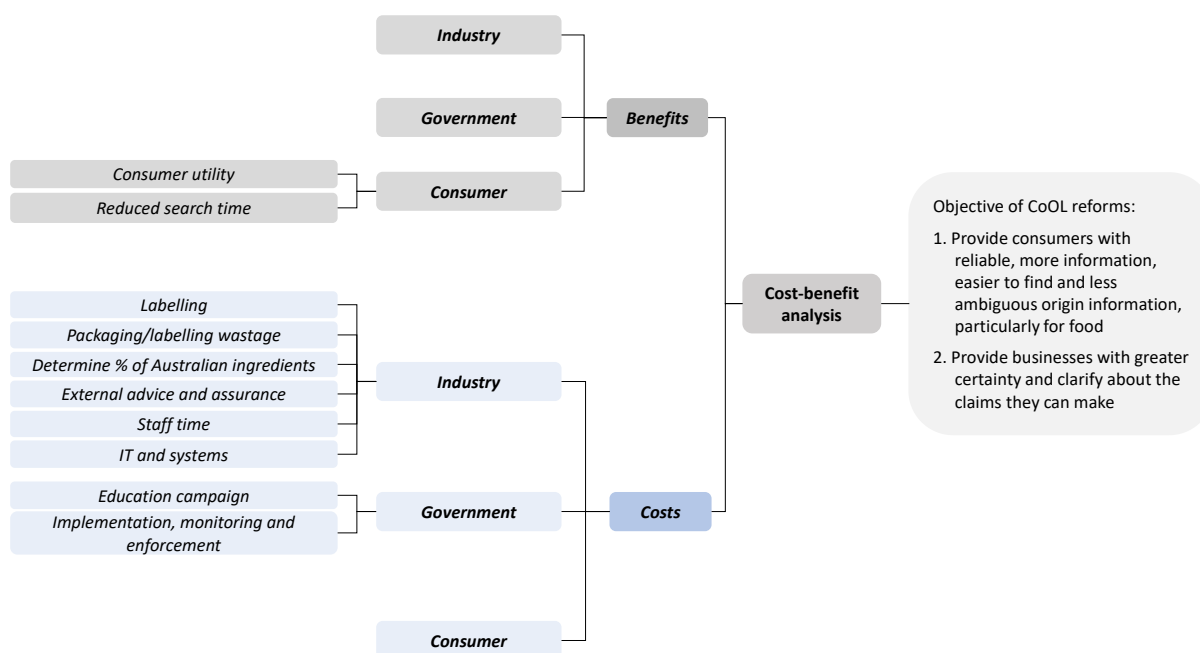 Industry
Government
Benefits
Consumer utility
Reduced search time
Consumer
Labelling
Packaging/labelling wastage
Determine % of Australian ingredients
External advice and assurance
Staff time
IT and systems
Industry
Education campaign
Implementation, monitoring and
enforcement
Government
Costs
Consumer
Cost-benefit
analysis
Objective of CoOL reforms:
1. Provide consumers with
reliable, more information,
easier to find and less
ambiguous origin information,
particularly for food
2. Provide businesses with greater
certainty and clarify about the
claims they can make